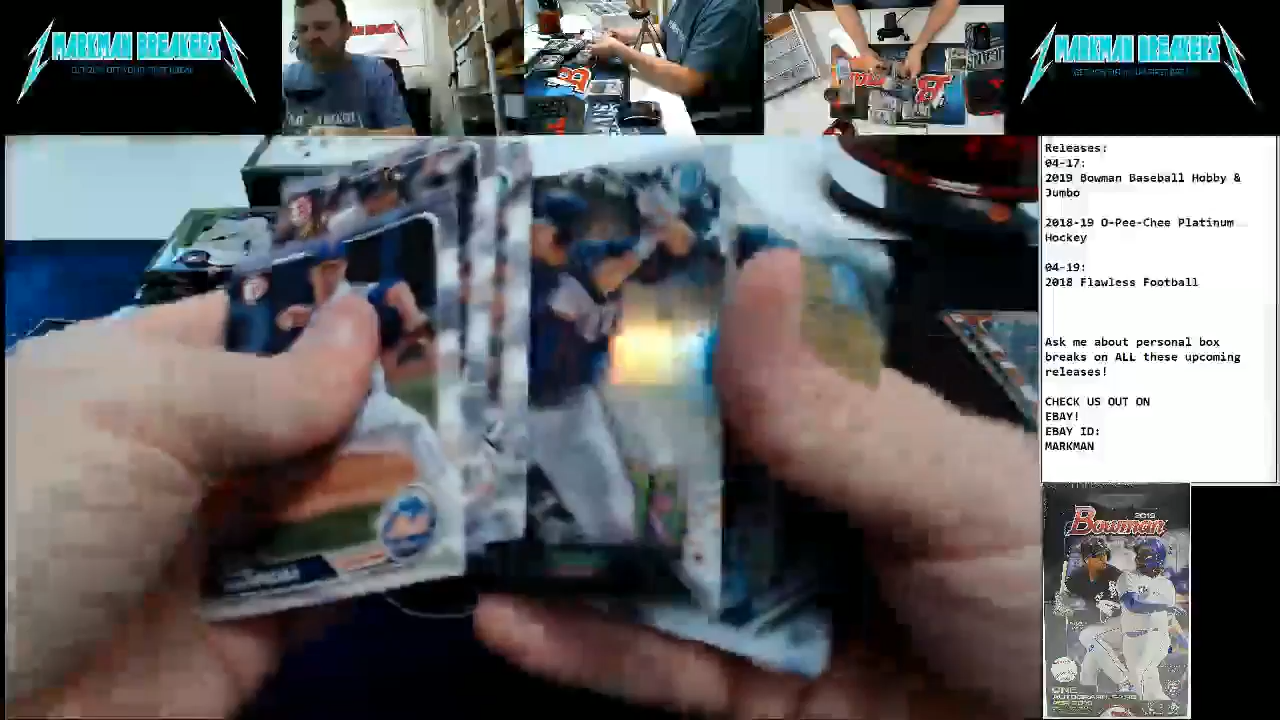 MARKMAN BREAKERS
MARKMAN BREAKERS
Releases:
04-17:
2019 Bowman Baseball Hobby &
Jumbo
2018-19 O-Pee-Chee Platinum
Hockey
04-19:
2018 Flawless Football
Ask me about personal box
breaks on ALL these upcoming
releases!
CHECK US OUT ON
EBAY!
EBAY ID:
MARKMAN
2019
Bowman
ONE